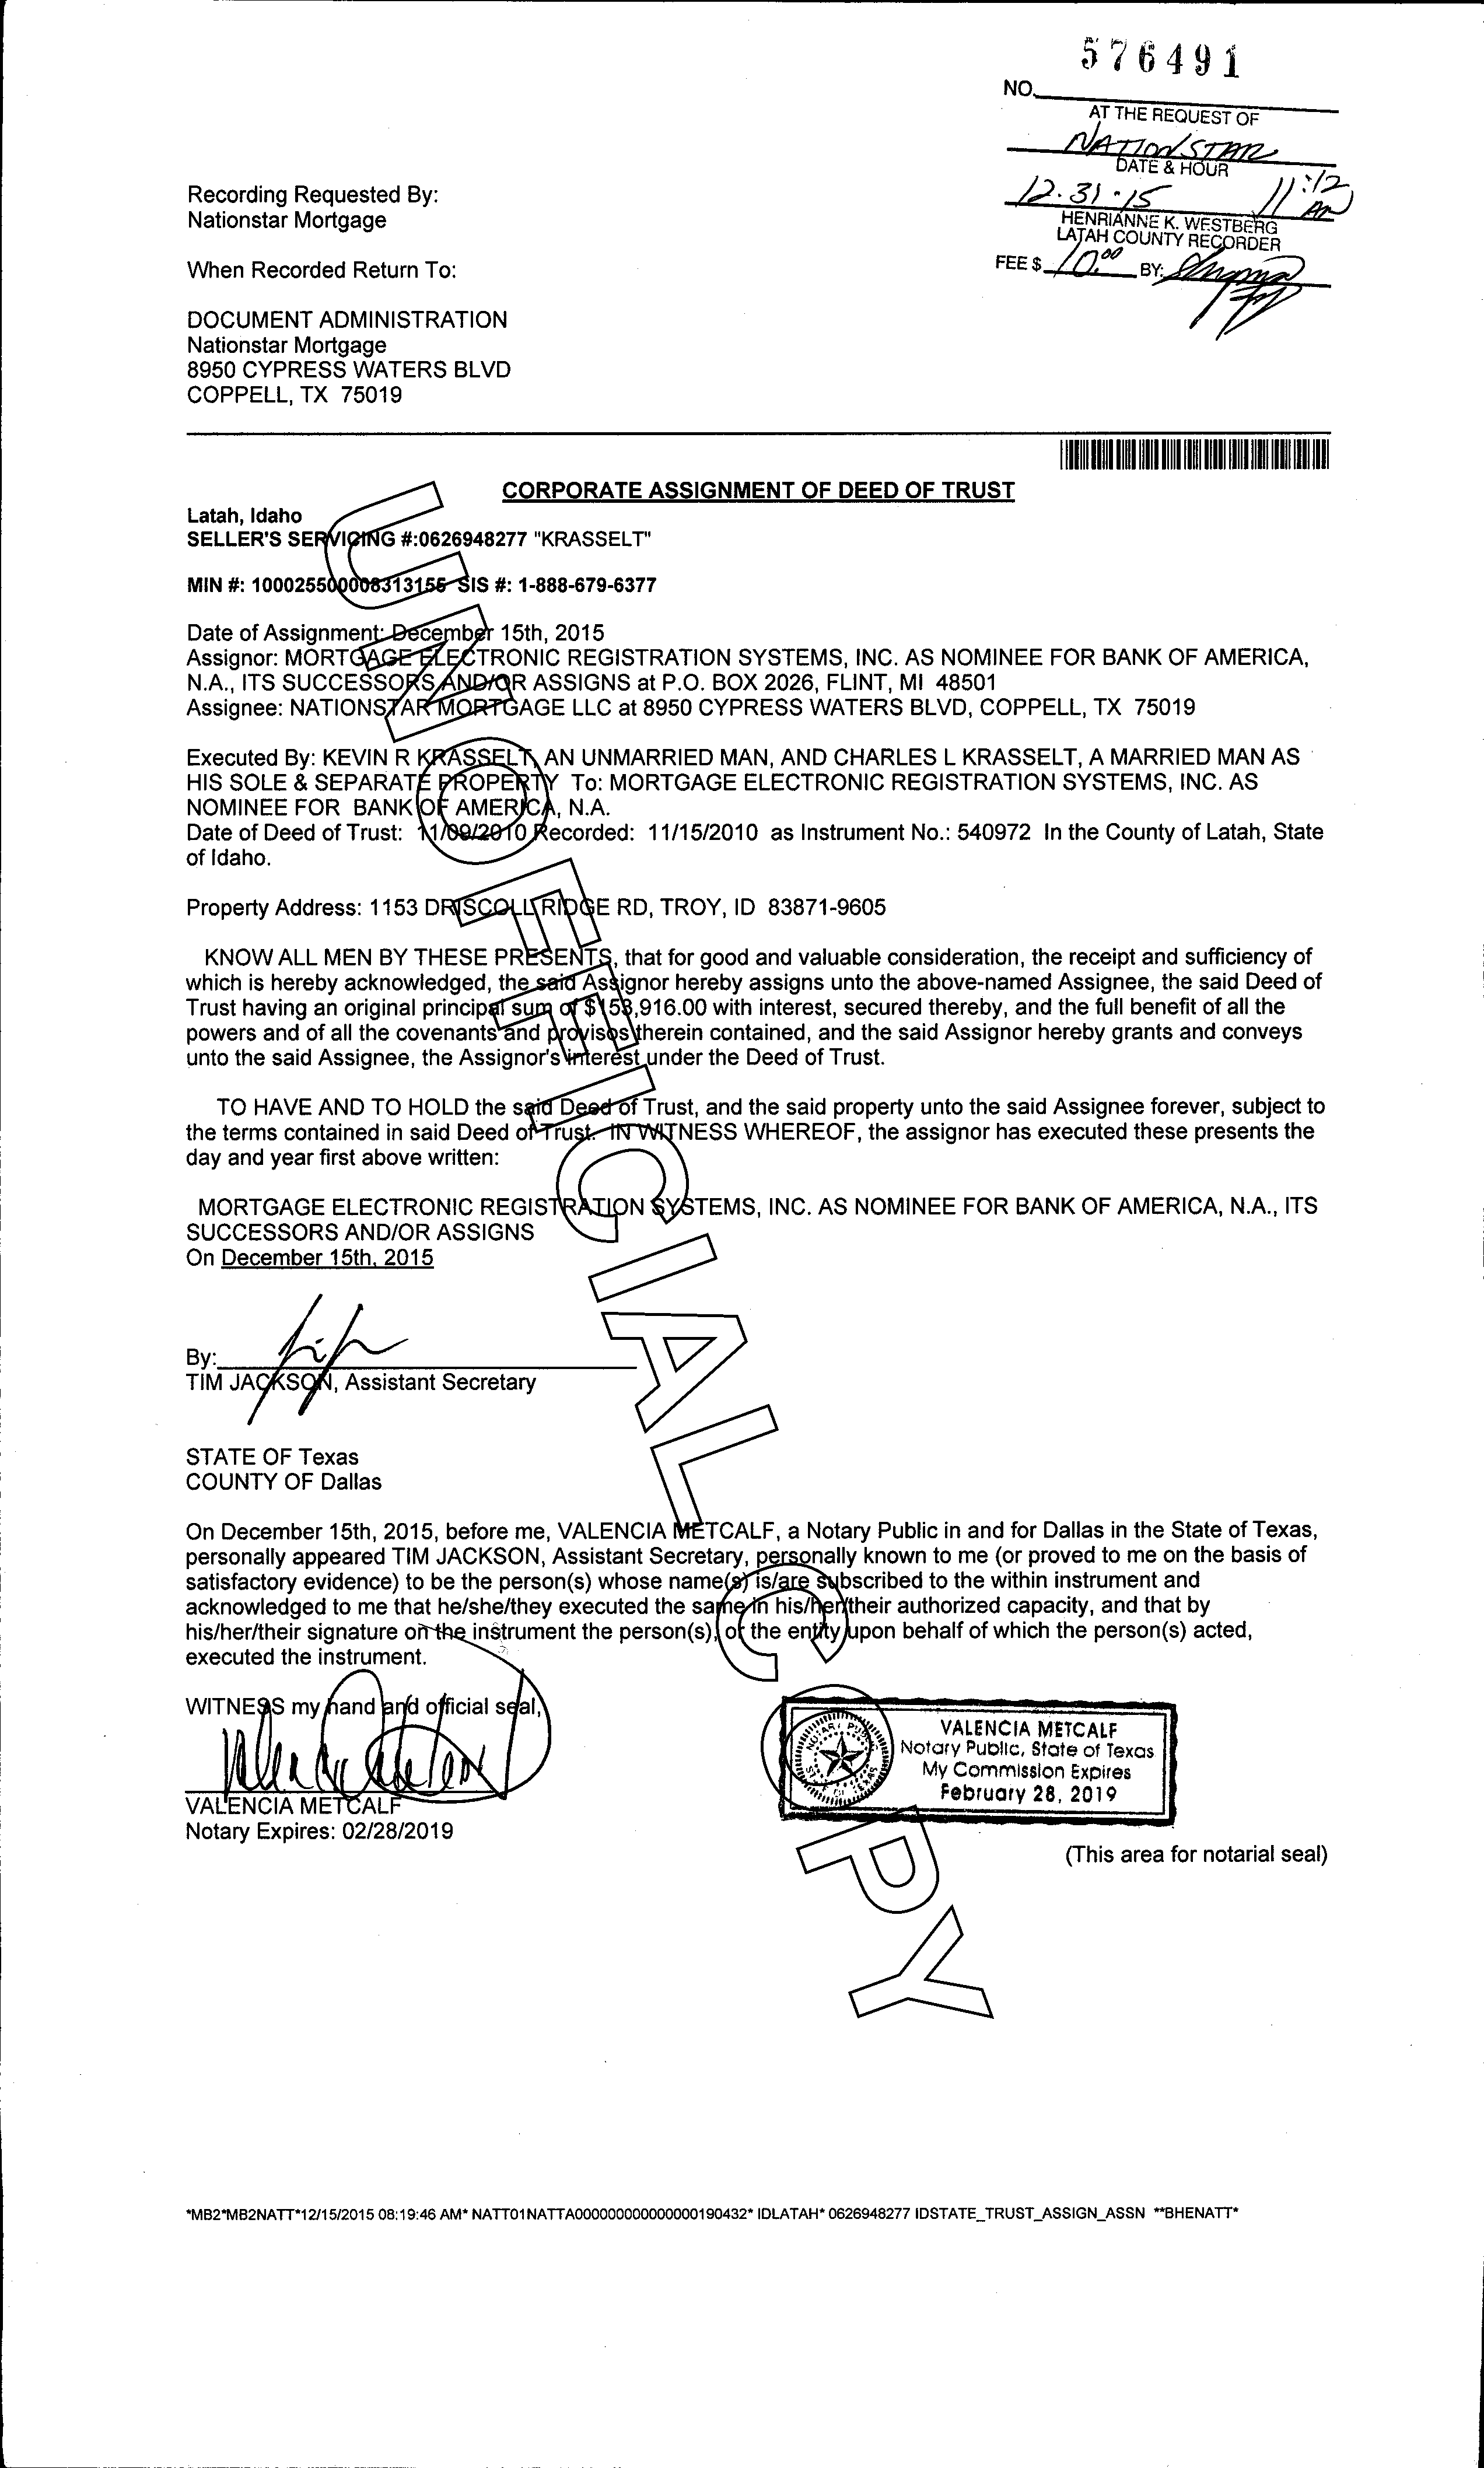 576491
NO.
AT THE REQUEST OF
NATIONSTAR
DATE & HOUR
12.31.15 11:12 AM
HENRIANNE K. WESTBERG
LATAH COUNTY RECORDER
FEE $ 10.00 BY:
Recording Requested By:
Nationstar Mortgage
When Recorded Return To:
DOCUMENT ADMINISTRATION
Nationstar Mortgage
8950 CYPRESS WATERS BLVD
COPPELL, TX 75019
CORPORATE ASSIGNMENT OF DEED OF TRUST
Latah, Idaho
SELLER'S SERVICING #:0626948277 "KRASSELT"
MIN #: 100025500008313155 SIS #: 1-888-679-6377
Date of Assignment: December 15th, 2015
Assignor: MORTGAGE ELECTRONIC REGISTRATION SYSTEMS, INC. AS NOMINEE FOR BANK OF AMERICA,
N.A., ITS SUCCESSORS AND/OR ASSIGNS at P.O. BOX 2026, FLINT, MI 48501
Assignee: NATIONSTAR MORTGAGE LLC at 8950 CYPRESS WATERS BLVD, COPPELL, TX 75019
Executed By: KEVIN R KRASSELT, AN UNMARRIED MAN, AND CHARLES L KRASSELT, A MARRIED MAN AS
HIS SOLE & SEPARATE PROPERTY To: MORTGAGE ELECTRONIC REGISTRATION SYSTEMS, INC. AS
NOMINEE FOR BANK OF AMERICA, N.A.
Date of Deed of Trust: 11/09/2010 Recorded: 11/15/2010 as Instrument No.: 540972 In the County of Latah, State
of Idaho.
Property Address: 1153 DRISCOLL RIDGE RD, TROY, ID 83871-9605
KNOW ALL MEN BY THESE PRESENTS, that for good and valuable consideration, the receipt and sufficiency of
which is hereby acknowledged, the said Assignor hereby assigns unto the above-named Assignee, the said Deed of
Trust having an original principal sum of $153,916.00 with interest, secured thereby, and the full benefit of all the
powers and of all the covenants and provisos therein contained, and the said Assignor hereby grants and conveys
unto the said Assignee, the Assignor's interest under the Deed of Trust.
TO HAVE AND TO HOLD the said Deed of Trust, and the said property unto the said Assignee forever, subject to
the terms contained in said Deed of Trust. IN WITNESS WHEREOF, the assignor has executed these presents the
day and year first above written:
MORTGAGE ELECTRONIC REGISTRATION SYSTEMS, INC. AS NOMINEE FOR BANK OF AMERICA, N.A., ITS
SUCCESSORS AND/OR ASSIGNS
On December 15th, 2015
By:
TIM JACKSON, Assistant Secretary
STATE OF Texas
COUNTY OF Dallas
On December 15th, 2015, before me, VALENCIA METCALF, a Notary Public in and for Dallas in the State of Texas,
personally appeared TIM JACKSON, Assistant Secretary, personally known to me (or proved to me on the basis of
satisfactory evidence) to be the person(s) whose name(s) is/are subscribed to the within instrument and
acknowledged to me that he/she/they executed the same in his/her/their authorized capacity, and that by
his/her/their signature on the instrument the person(s), or the entity upon behalf of which the person(s) acted,
executed the instrument.
WITNESS my hand and official seal,
VALENCIA METCALF
Notary Expires: 02/28/2019
VALENCIA METCALF
Notary Public, State of Texas
My Commission Expires
February 28, 2019
(This area for notarial seal)
UNOFFICIAL COPY
*MB2*MB2NATT*12/15/2015 08:19:46 AM* NATT01NATTA000000000000000190432* IDLATAH* 0626948277 IDSTATE_TRUST_ASSIGN_ASSN **BHENATT*